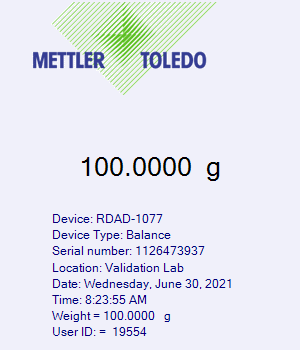 METTLER TOLEDO
100.0000 g
Device: RDAD-1077
Device Type: Balance
Serial number: 1126473937
Location: Validation Lab
Date: Wednesday, June 30, 2021
Time: 8:23:55 AM
Weight = 100.0000 g
User ID: = 19554